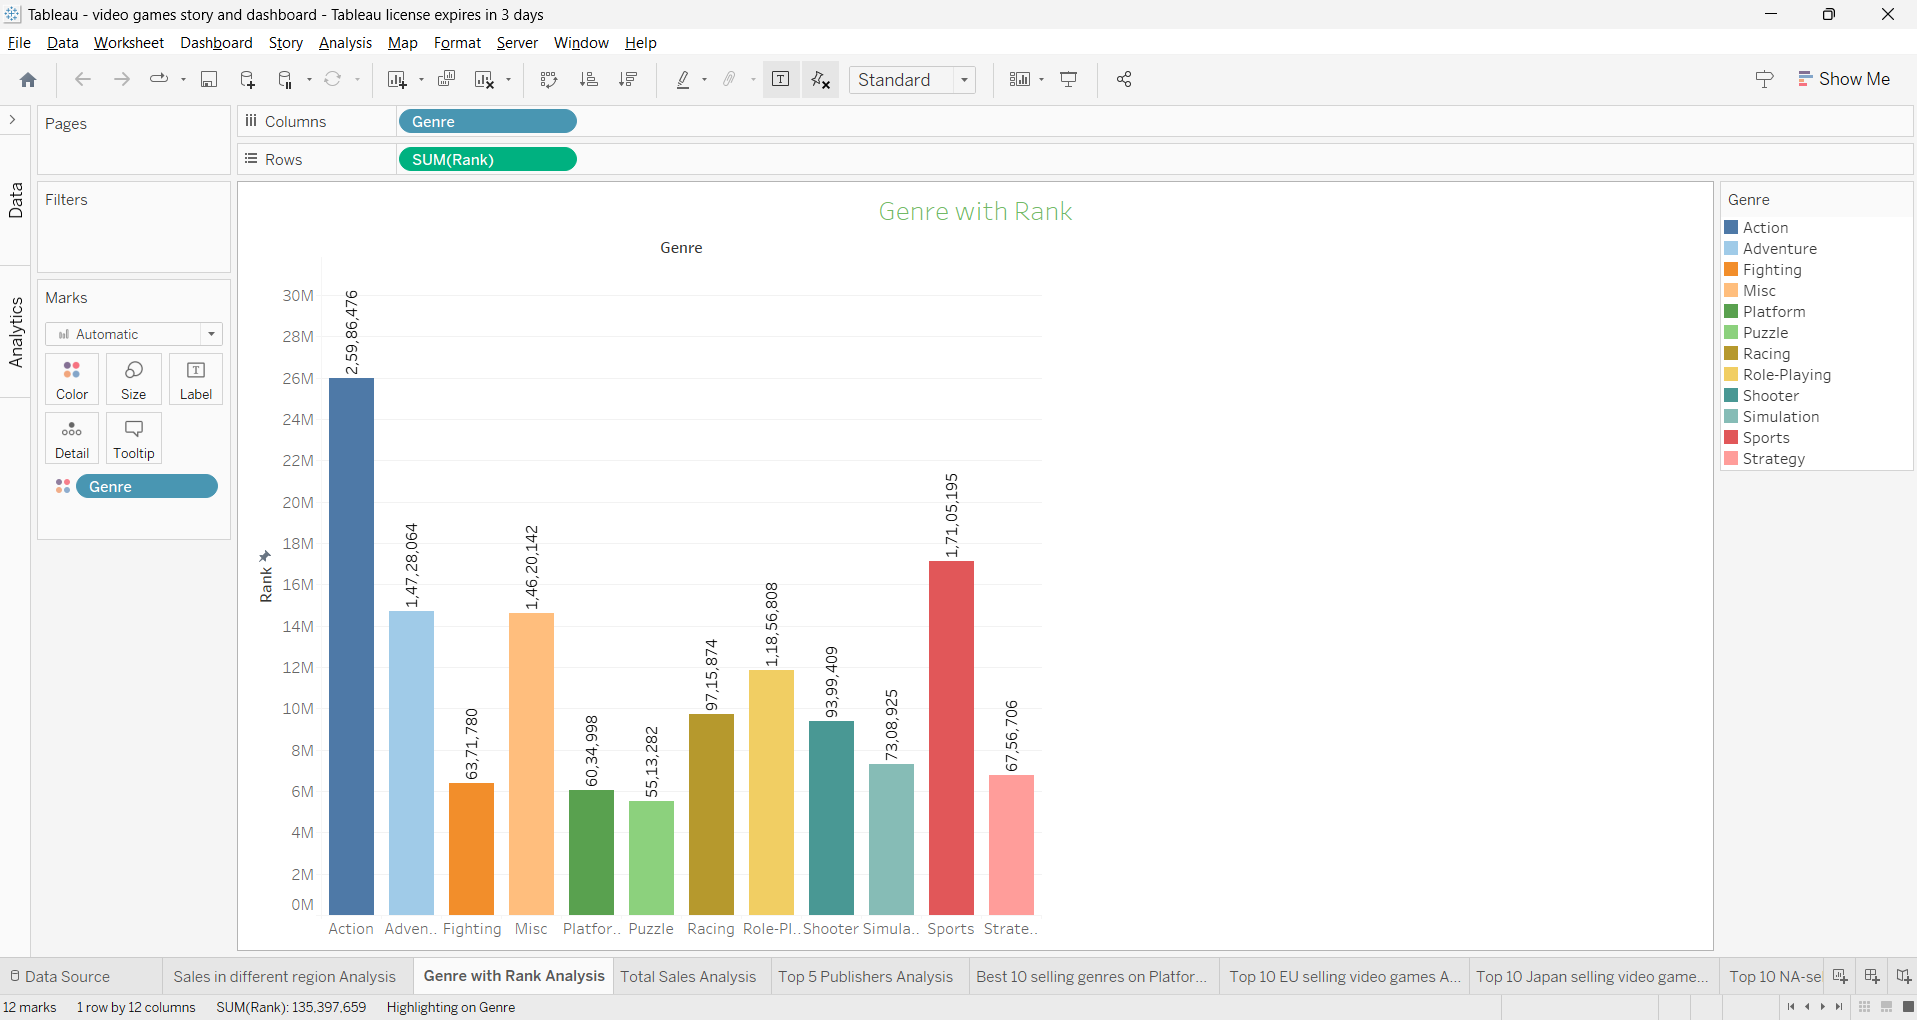 Tableau - video games story and dashboard - Tableau license expires in 3 days
File Data Worksheet Dashboard Story Analysis Map Format Server Window Help
Standard
Show Me
Data
Analytics
Pages
Filters
Marks
Automatic
Color Size Label
Detail Tooltip
Genre
Columns Genre
Rows SUM(Rank)
Genre with Rank
Genre
Rank
30M
28M
26M
24M
22M
20M
18M
16M
14M
12M
10M
8M
6M
4M
2M
0M
2,59,86,476
1,47,28,064
63,71,780
1,46,20,142
60,34,998
55,13,282
97,15,874
1,18,56,808
93,99,409
73,08,925
1,71,05,195
67,56,706
Action Adven.. Fighting Misc Platfor.. Puzzle Racing Role-Pl.. Shooter Simula.. Sports Strate..
Genre
Action
Adventure
Fighting
Misc
Platform
Puzzle
Racing
Role-Playing
Shooter
Simulation
Sports
Strategy
Data Source Sales in different region Analysis Genre with Rank Analysis Total Sales Analysis Top 5 Publishers Analysis Best 10 selling genres on Platfor... Top 10 EU selling video games A... Top 10 Japan selling video game... Top 10 NA-se
12 marks 1 row by 12 columns SUM(Rank): 135,397,659 Highlighting on Genre